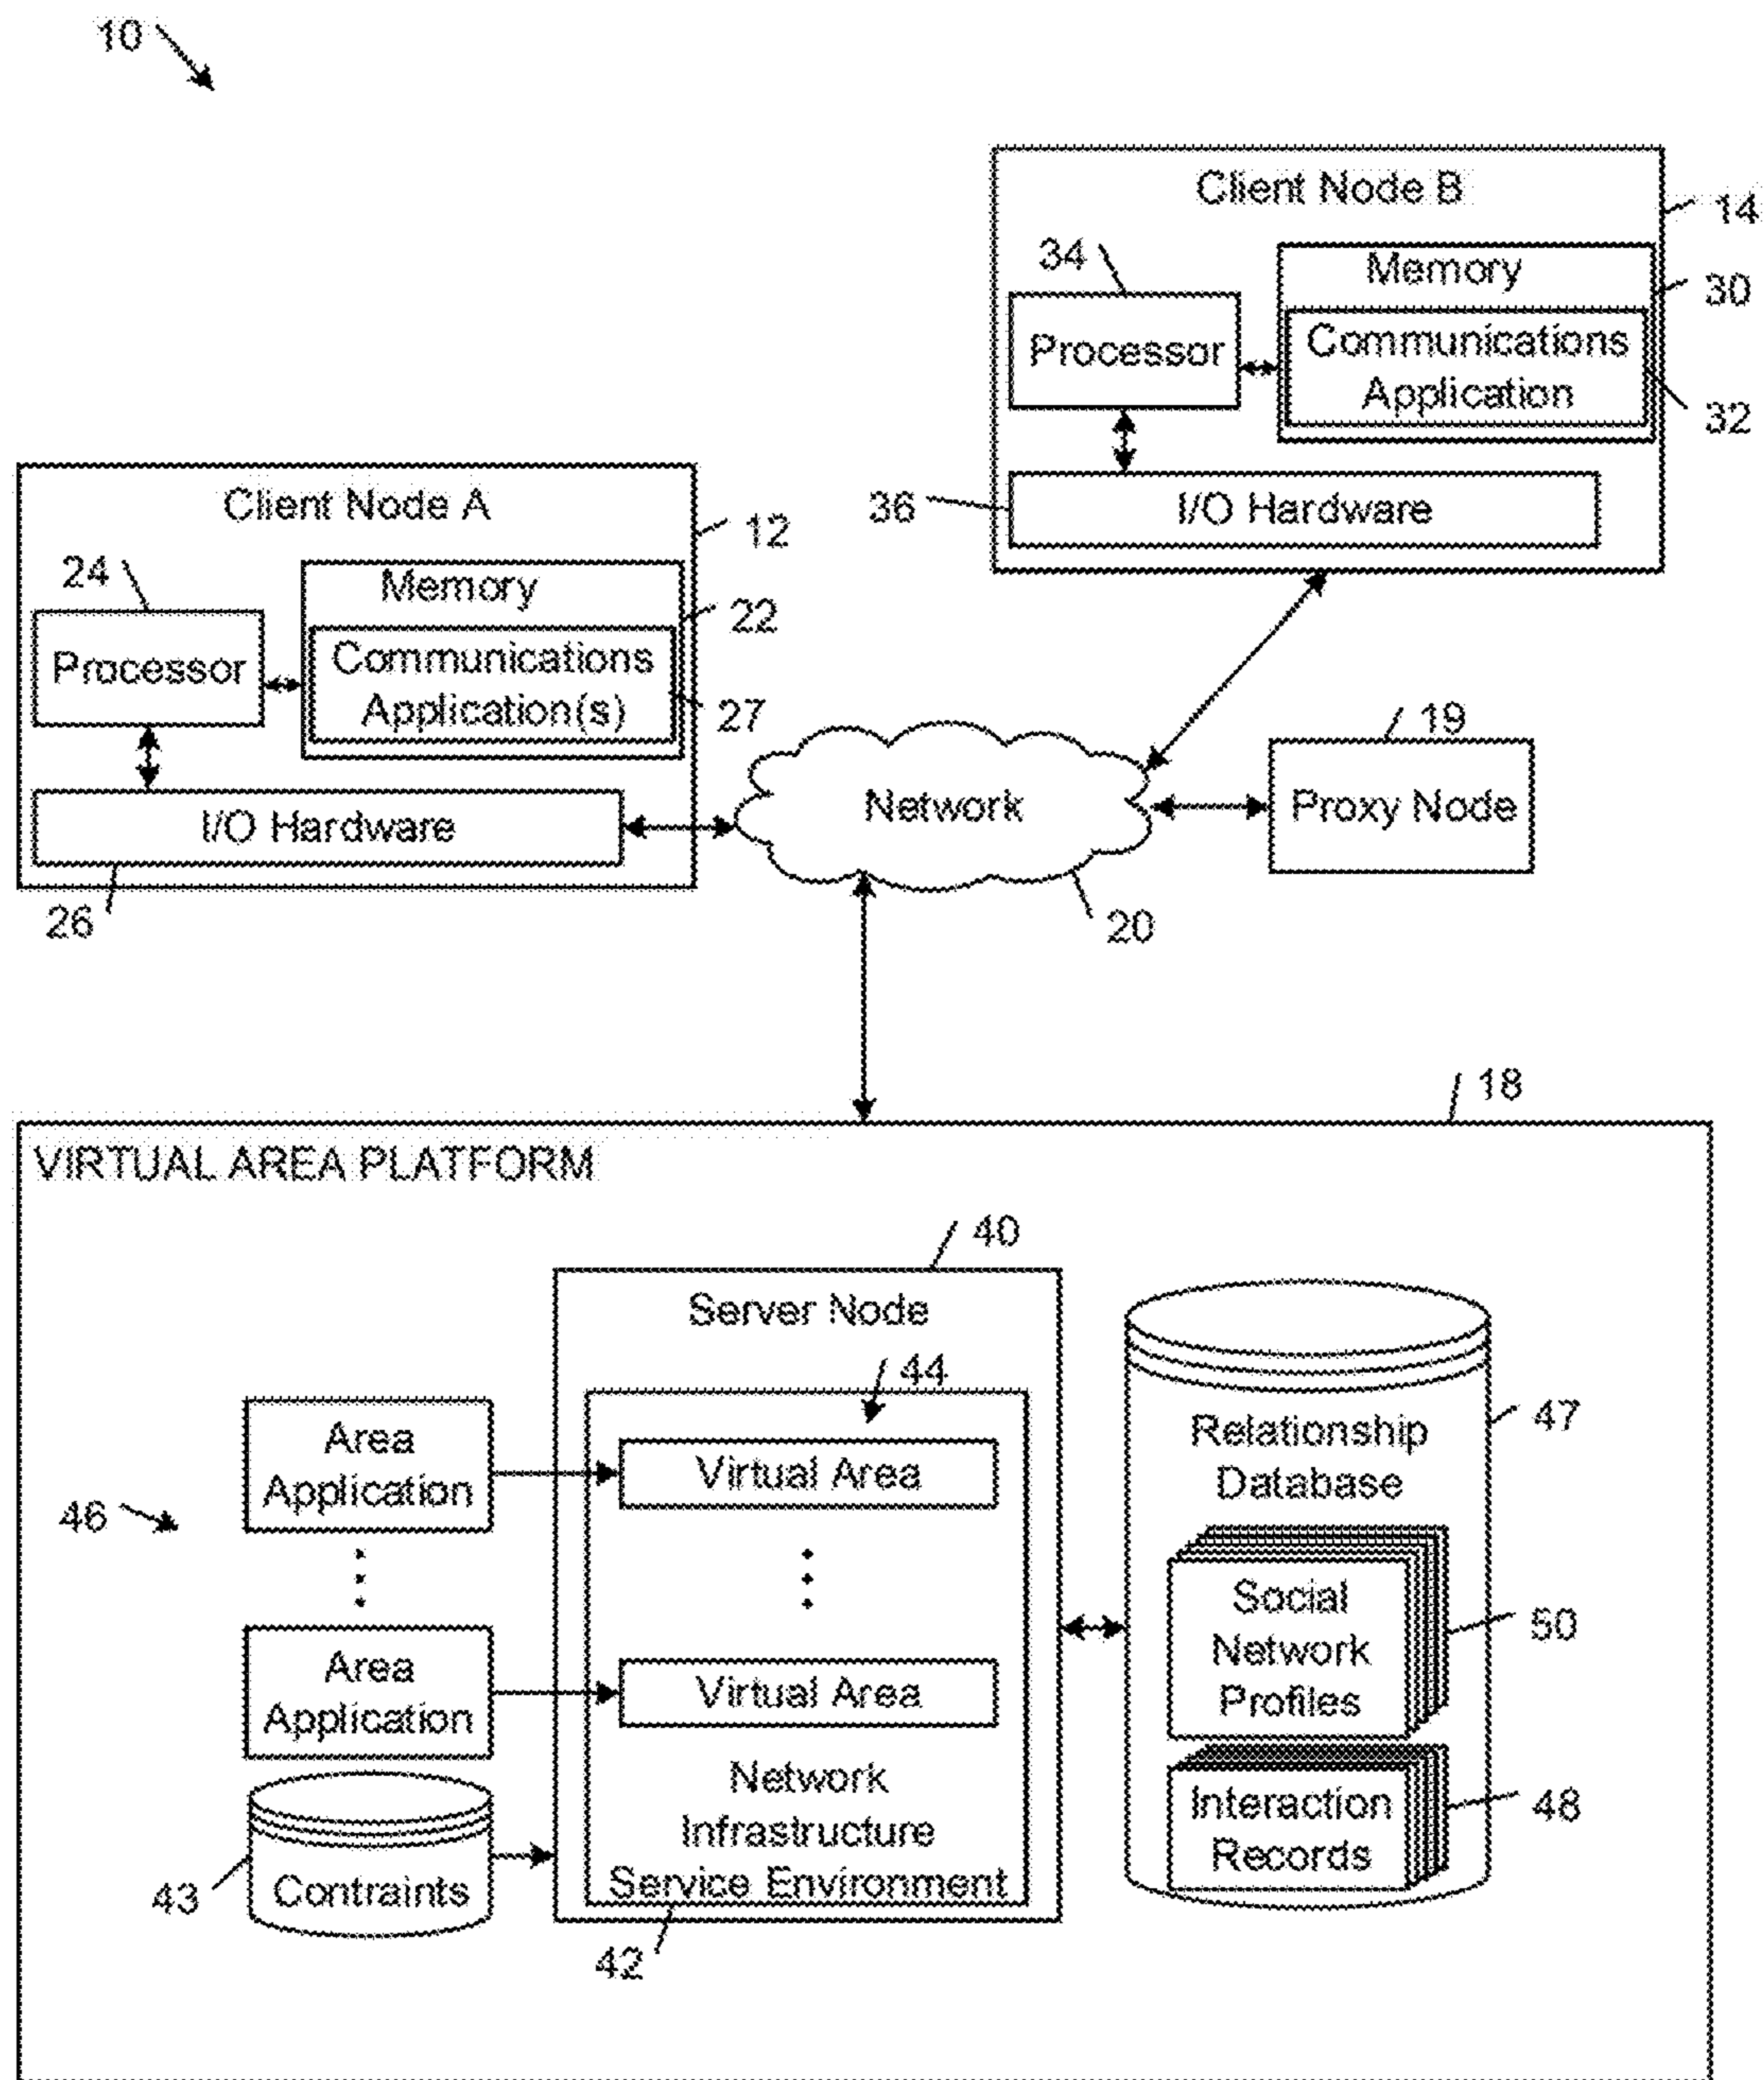 10
Client Node B
14
34
Memory
30
Processor
Communications
Application
32
36
I/O Hardware
Client Node A
12
24
Memory
22
Processor
Communications
Application(s)
27
I/O Hardware
26
Network
20
19
Proxy Node
18
VIRTUAL AREA PLATFORM
40
Server Node
44
Area
Application
Virtual Area
46
Area
Application
Virtual Area
Network
Infrastructure
Service Environment
42
43
Contraints
Relationship
Database
47
Social
Network
Profiles
50
Interaction
Records
48